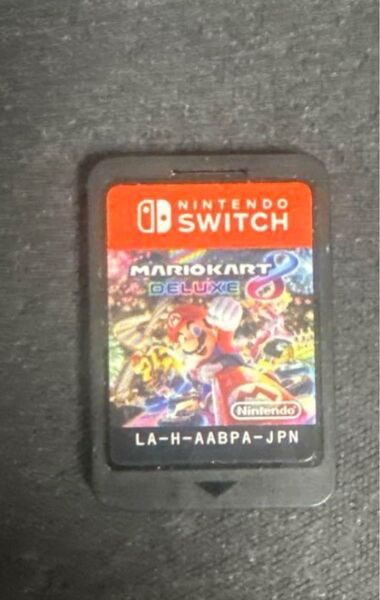 NINTENDO
SWITCH
MARIOKART 8
DELUXE
Nintendo
LA-H-AABPA-JPN